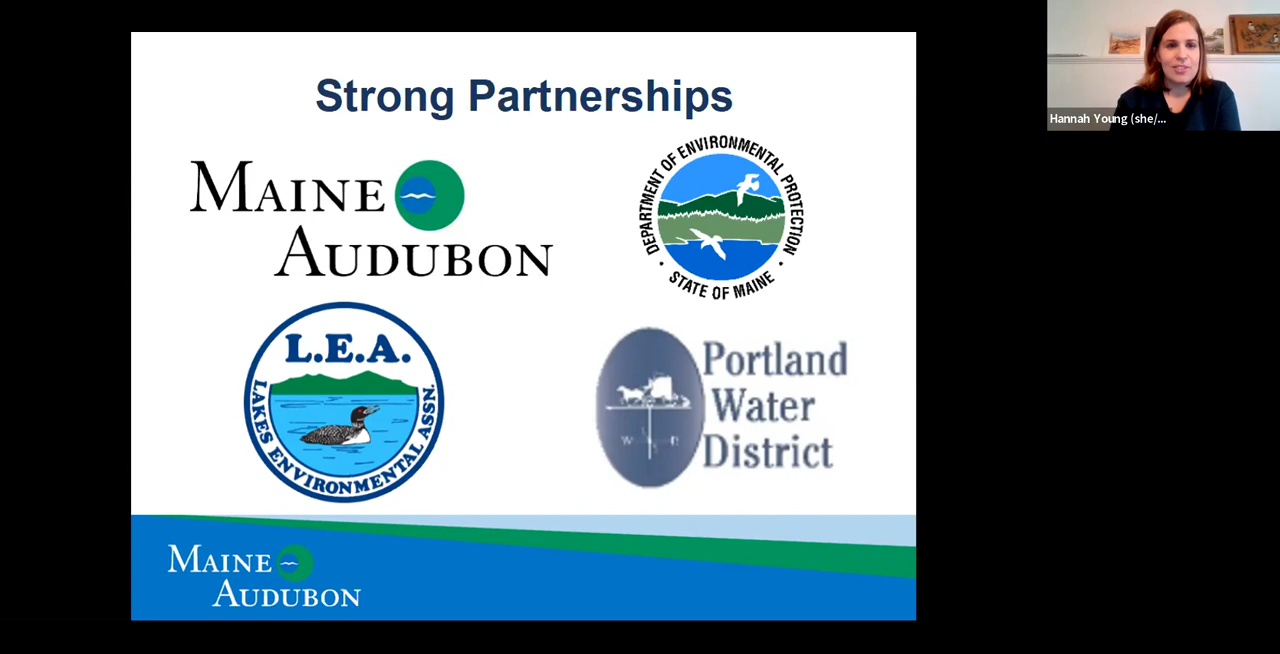 Strong Partnerships
MAINE
AUDUBON
DEPARTMENT OF ENVIRONMENTAL PROTECTION
• STATE OF MAINE •
L.E.A.
LAKES ENVIRONMENTAL ASSN.
Portland
Water
District
MAINE
AUDUBON
Hannah Young (she/...